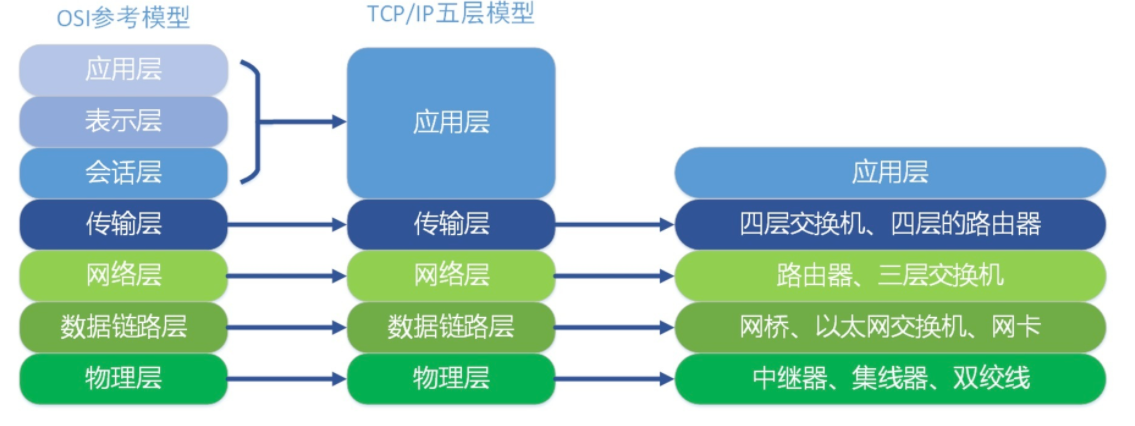 OSI参考模型
TCP/IP五层模型
应用层
表示层
会话层
传输层
网络层
数据链路层
物理层
应用层
传输层
网络层
数据链路层
物理层
应用层
四层交换机、四层的路由器
路由器、三层交换机
网桥、以太网交换机、网卡
中继器、集线器、双绞线